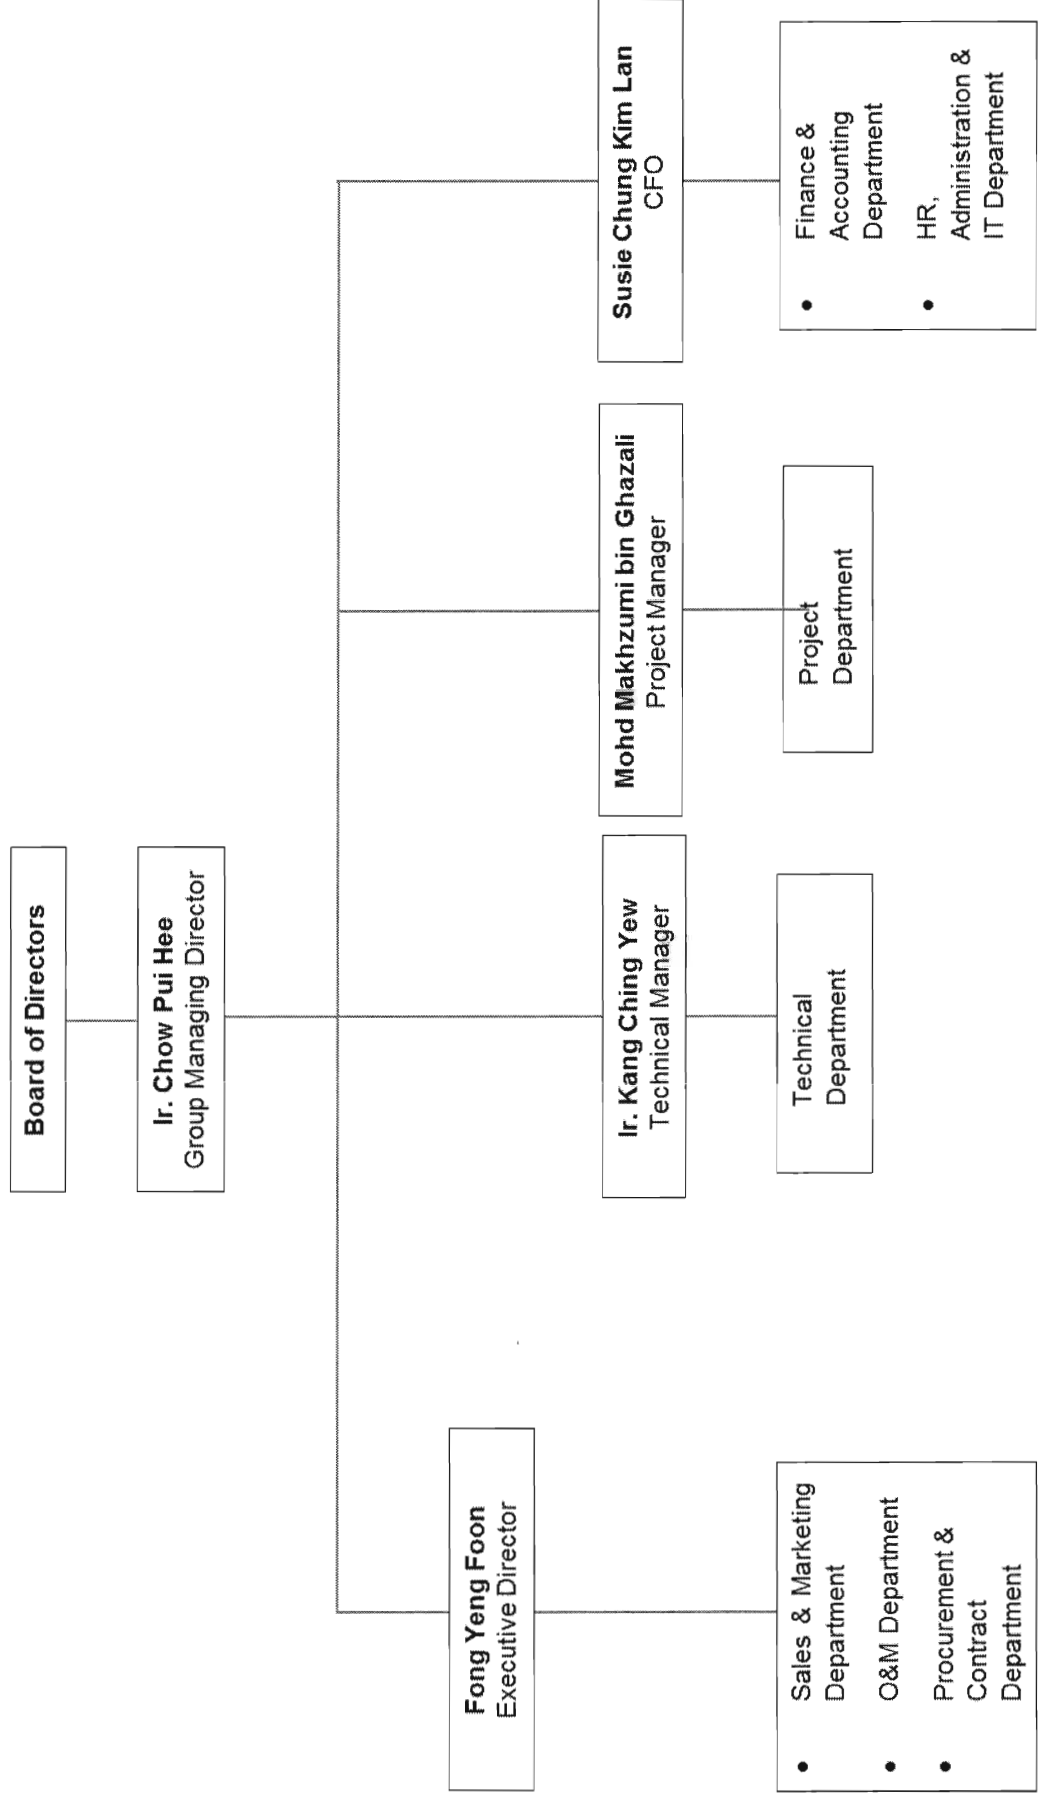 Board of Directors
Ir. Chow Pui Hee
Group Managing Director
Fong Yeng Foon
Executive Director
Ir. Kang Ching Yew
Technical Manager
Mohd Makhzumi bin Ghazali
Project Manager
Susie Chung Kim Lan
CFO
• Sales & Marketing
Department
• O&M Department
• Procurement &
Contract
Department
Technical
Department
Project
Department
• Finance &
Accounting
Department
• HR,
Administration &
IT Department